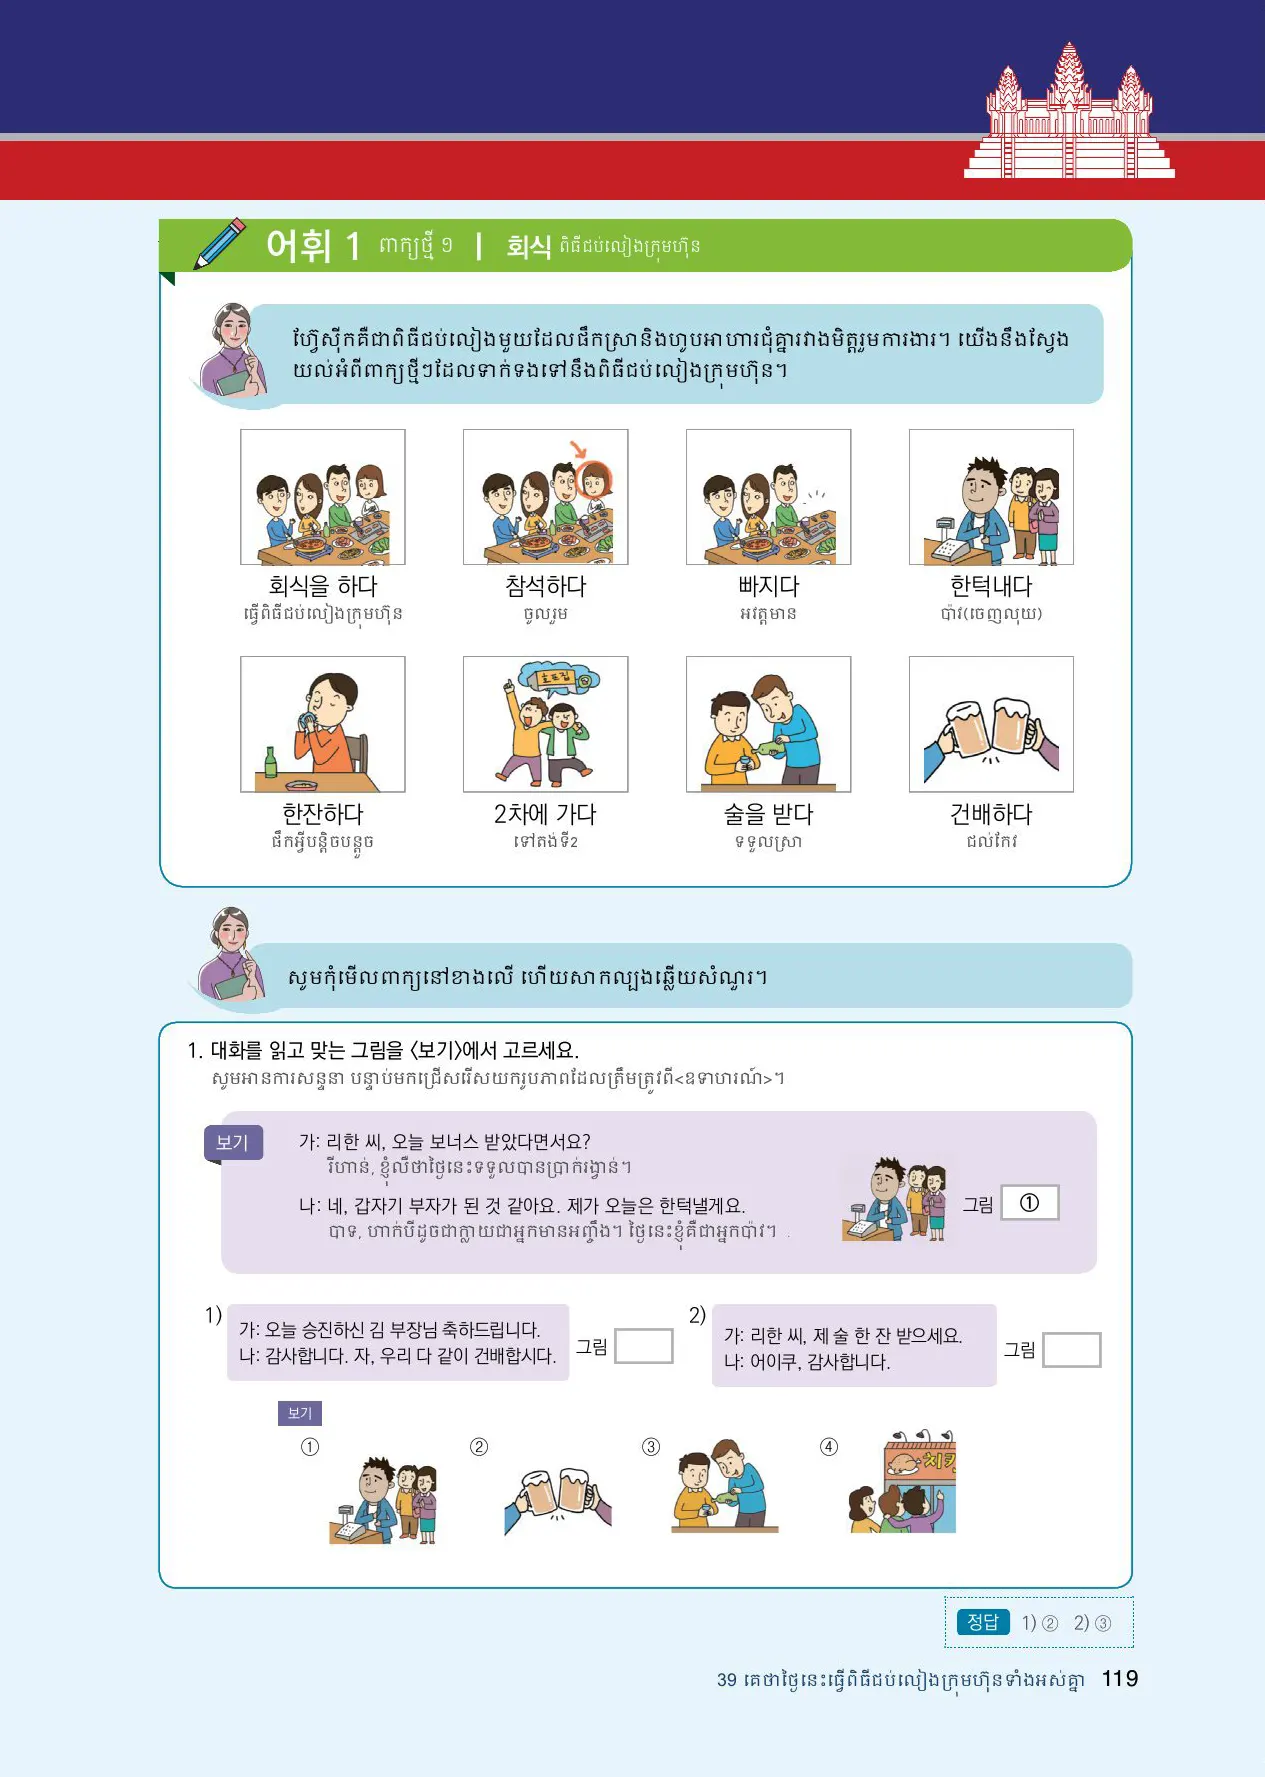 어휘 1 ពាក្យថ្មី ១ | 회식 ពិធីជប់លៀងក្រុមហ៊ុន
ហ្វ៊េស៊ីកគឺជាពិធីជប់លៀងមួយដែលផឹកស្រានិងហូបអាហារជុំគ្នារវាងមិត្តរួមការងារ។ យើងនឹងស្វែង
យល់អំពីពាក្យថ្មីៗដែលទាក់ទងទៅនឹងពិធីជប់លៀងក្រុមហ៊ុន។
회식을 하다 참석하다 빠지다 한턱내다
ធ្វើពិធីជប់លៀងក្រុមហ៊ុន ចូលរួម អវត្តមាន ប៉ាវ(ចេញលុយ)
호프집
한잔하다 2차에 가다 술을 받다 건배하다
ផឹកអ្វីបន្តិចបន្តួច ទៅតង់ទី2 ទទួលស្រា ជល់កែវ
សូមកុំមើលពាក្យនៅខាងលើ ហើយសាកល្បងឆ្លើយសំណួរ។
1. 대화를 읽고 맞는 그림을 <보기>에서 고르세요.
សូមអានការសន្ទនា បន្ទាប់មកជ្រើសរើសយករូបភាពដែលត្រឹមត្រូវពី<ឧទាហរណ៍>។
보기
가: 리한 씨, 오늘 보너스 받았다면서요?
រីហាន់, ខ្ញុំលឺថាថ្ងៃនេះទទួលបានប្រាក់រង្វាន់។
나: 네, 갑자기 부자가 된 것 같아요. 제가 오늘은 한턱낼게요.
បាទ, ហាក់បីដូចជាក្លាយជាអ្នកមានអញ្ចឹង។ ថ្ងៃនេះខ្ញុំគឺជាអ្នកប៉ាវ។
그림 ①
1)
가: 오늘 승진하신 김 부장님 축하드립니다.
나: 감사합니다. 자, 우리 다 같이 건배합시다.
그림
2)
가: 리한 씨, 제 술 한 잔 받으세요.
나: 어이쿠, 감사합니다.
그림
보기
① ② ③ ④
치킨
정답 1) ② 2) ③
39 គេថាថ្ងៃនេះធ្វើពិធីជប់លៀងក្រុមហ៊ុនទាំងអស់គ្នា 119